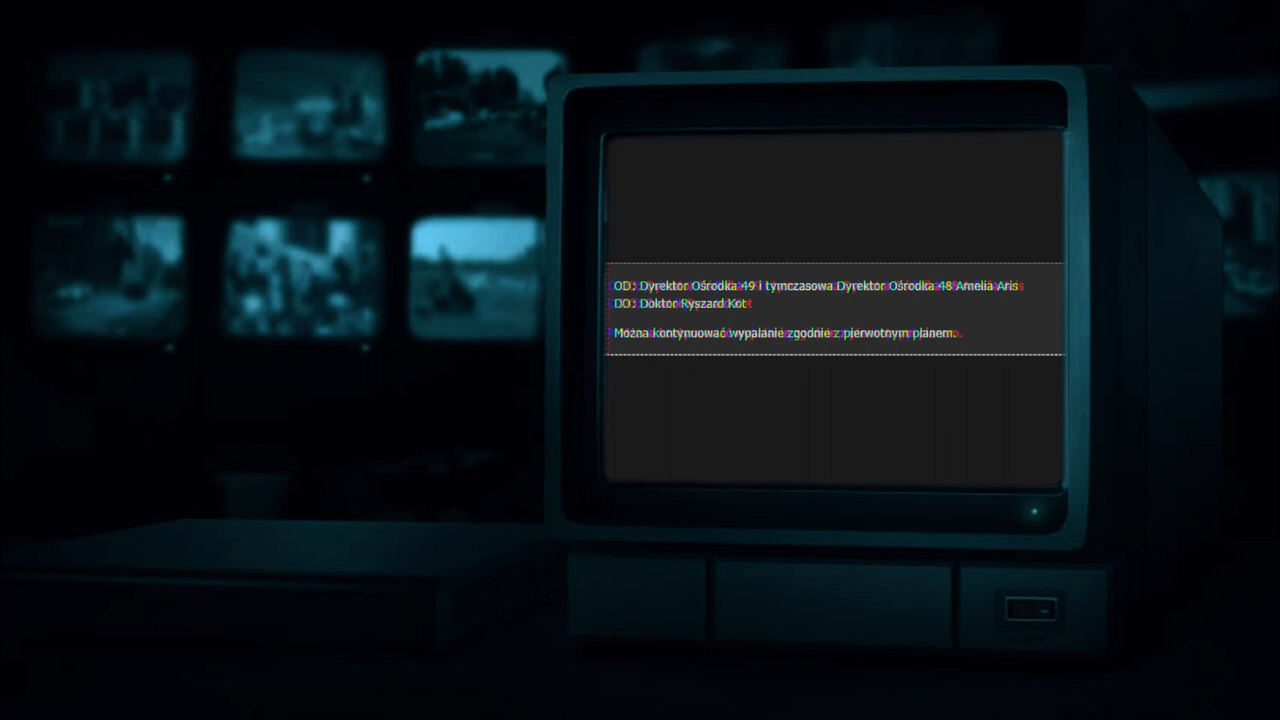 OD: Dyrektor Ośrodka 49 i tymczasowa Dyrektor Ośrodka 48 Amelia Aris
DO: Doktor Ryszard Kot
Można kontynuować wypalanie zgodnie z pierwotnym planem.